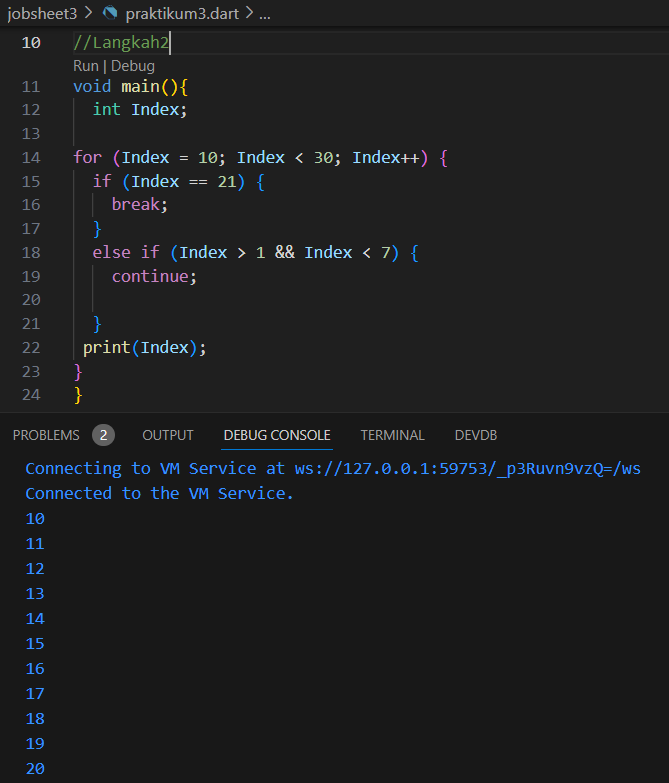 jobsheet3 > praktikum3.dart > ...
10 //Langkah2
Run | Debug
11 void main(){
12   int Index;
13
14 for (Index = 10; Index < 30; Index++) {
15   if (Index == 21) {
16     break;
17   }
18   else if (Index > 1 && Index < 7) {
19     continue;
20
21   }
22  print(Index);
23 }
24 }
PROBLEMS 2 OUTPUT DEBUG CONSOLE TERMINAL DEVDB
Connecting to VM Service at ws://127.0.0.1:59753/_p3Ruvn9vzQ=/ws
Connected to the VM Service.
10
11
12
13
14
15
16
17
18
19
20